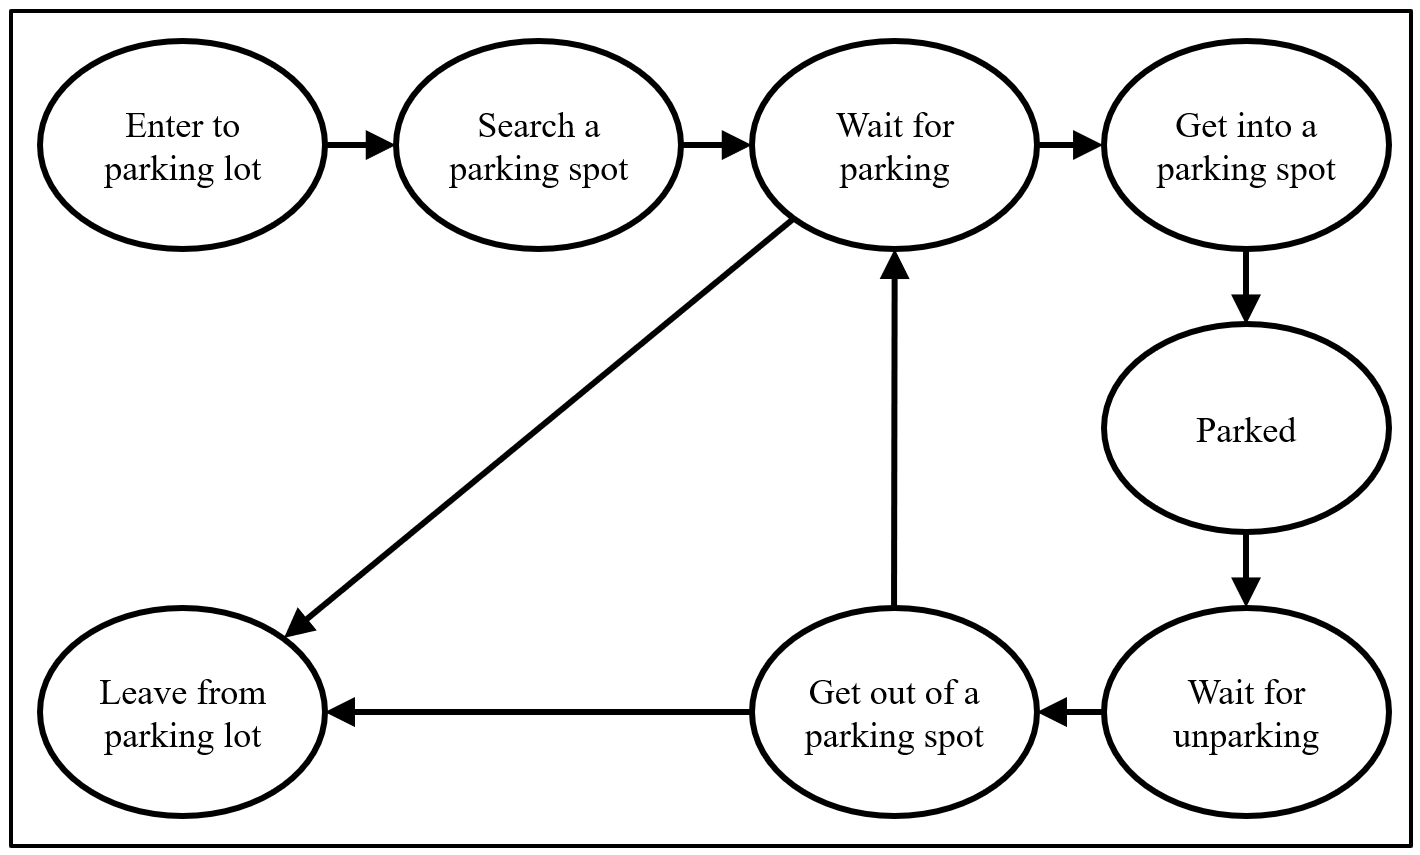 Enter to
parking lot
Search a
parking spot
Wait for
parking
Get into a
parking spot
Parked
Leave from
parking lot
Get out of a
parking spot
Wait for
unparking